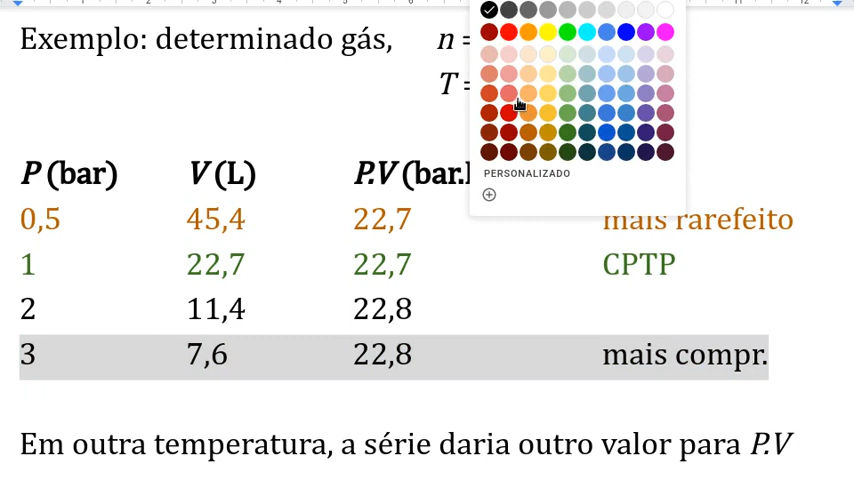 Exemplo: determinado gás, n =
T =
P (bar) V (L) P.V (bar.
PERSONALIZADO
0,5 45,4 22,7 mais rarefeito
1 22,7 22,7 CPTP
2 11,4 22,8
3 7,6 22,8 mais compr.
Em outra temperatura, a série daria outro valor para P.V